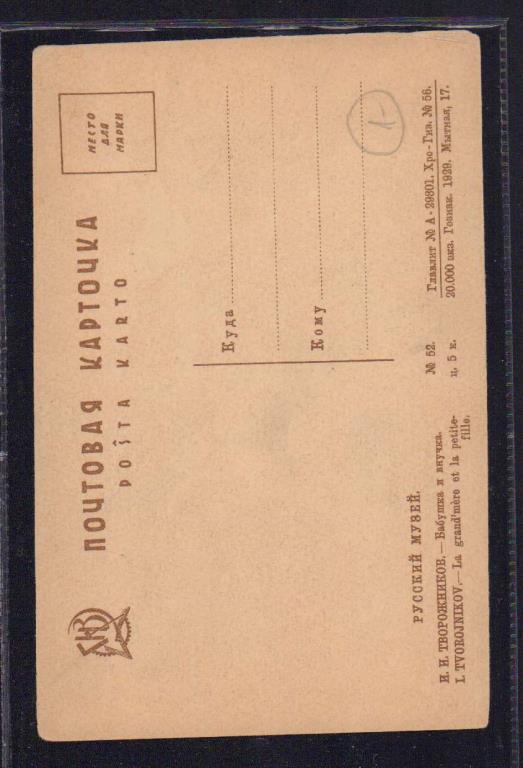 ПОЧТОВАЯ КАРТОЧКА
POŜTA KARTO
МЕСТО
ДЛЯ
МАРКИ
Куда
Кому
1-
РУССКИЙ МУЗЕЙ.
И. И. ТВОРОЖНИКОВ.—Бабушка и внучка.
I. TVOROJNIKOV.—La grand'mère et la petite-
fille.
№ 52.
ц. 5 к.
Главлит № А-29301. Хро-Гиз. № 56.
20.000 экз. Гознак. 1929. Мытная, 17.